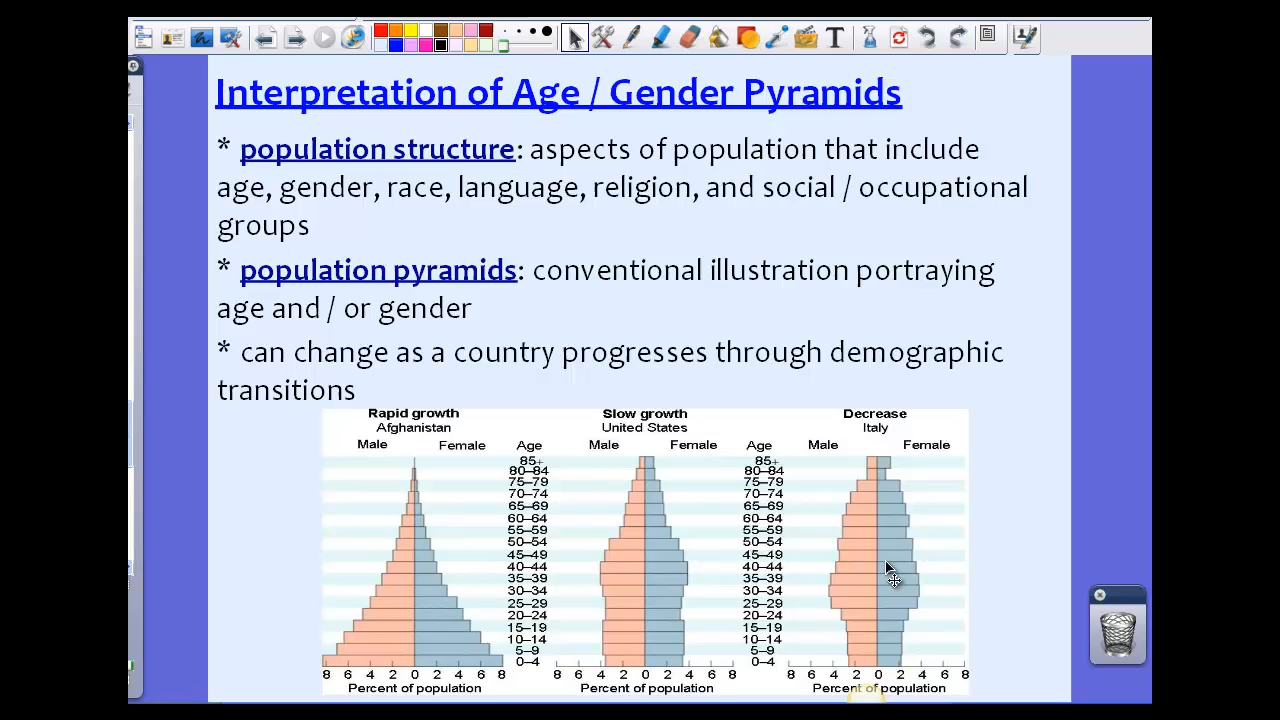 Interpretation of Age / Gender Pyramids
* population structure: aspects of population that include
age, gender, race, language, religion, and social / occupational
groups
* population pyramids: conventional illustration portraying
age and / or gender
* can change as a country progresses through demographic
transitions
Rapid growth Slow growth Decrease
Afghanistan United States Italy
Male Female Age Male Female Age Male Female
85+ 85+
80–84 80–84
75–79 75–79
70–74 70–74
65–69 65–69
60–64 60–64
55–59 55–59
50–54 50–54
45–49 45–49
40–44 40–44
35–39 35–39
30–34 30–34
25–29 25–29
20–24 20–24
15–19 15–19
10–14 10–14
5–9 5–9
0–4 0–4
8 6 4 2 0 2 4 6 8 8 6 4 2 0 2 4 6 8 8 6 4 2 0 2 4 6 8
Percent of population Percent of population Percent of population